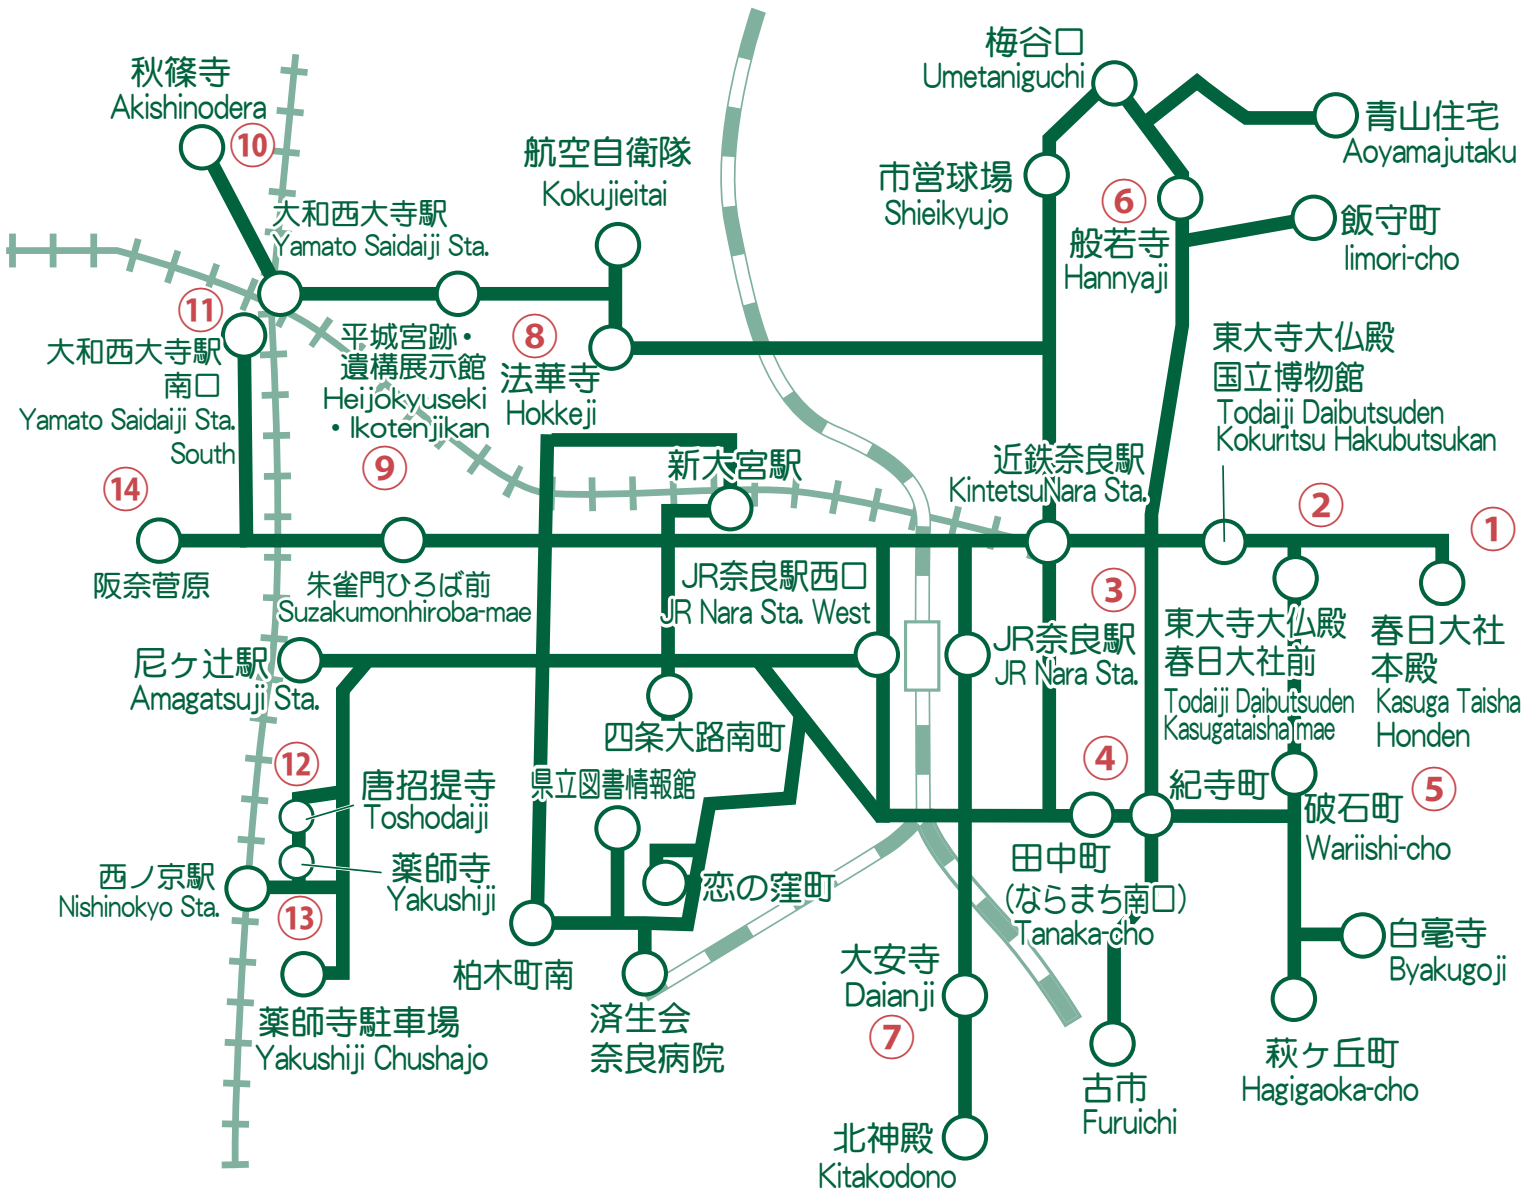 梅谷口
Umetaniguchi
秋篠寺
Akishinodera
⑩
青山住宅
Aoyamajutaku
航空自衛隊
Kokujieitai
市営球場
Shieikyujo
⑥
般若寺
Hannyaji
飯守町
Iimori-cho
大和西大寺駅
Yamato Saidaiji Sta.
⑪
大和西大寺駅
南口
Yamato Saidaiji Sta.
South
平城宮跡・
遺構展示館
Heijokyuseki
・Ikotenjikan
⑨
⑧
法華寺
Hokkeji
東大寺大仏殿
国立博物館
Todaiji Daibutsuden
Kokuritsu Hakubutsukan
新大宮駅
近鉄奈良駅
KintetsuNara Sta.
⑭
②
①
阪奈菅原
朱雀門ひろば前
Suzakumonhiroba-mae
JR奈良駅西口
JR Nara Sta. West
③
JR奈良駅
JR Nara Sta.
東大寺大仏殿
春日大社前
Todaiji Daibutsuden
Kasugataisha mae
春日大社
本殿
Kasuga Taisha
Honden
尼ヶ辻駅
Amagatsuji Sta.
四条大路南町
⑫
唐招提寺
Toshodaiji
県立図書情報館
④
紀寺町
⑤
破石町
Wariishi-cho
薬師寺
Yakushiji
西ノ京駅
Nishinokyo Sta.
⑬
恋の窪町
田中町
(ならまち南口)
Tanaka-cho
白毫寺
Byakugoji
柏木町南
大安寺
Daianji
⑦
薬師寺駐車場
Yakushiji Chushajo
済生会
奈良病院
萩ヶ丘町
Hagigaoka-cho
古市
Furuichi
北神殿
Kitakodono